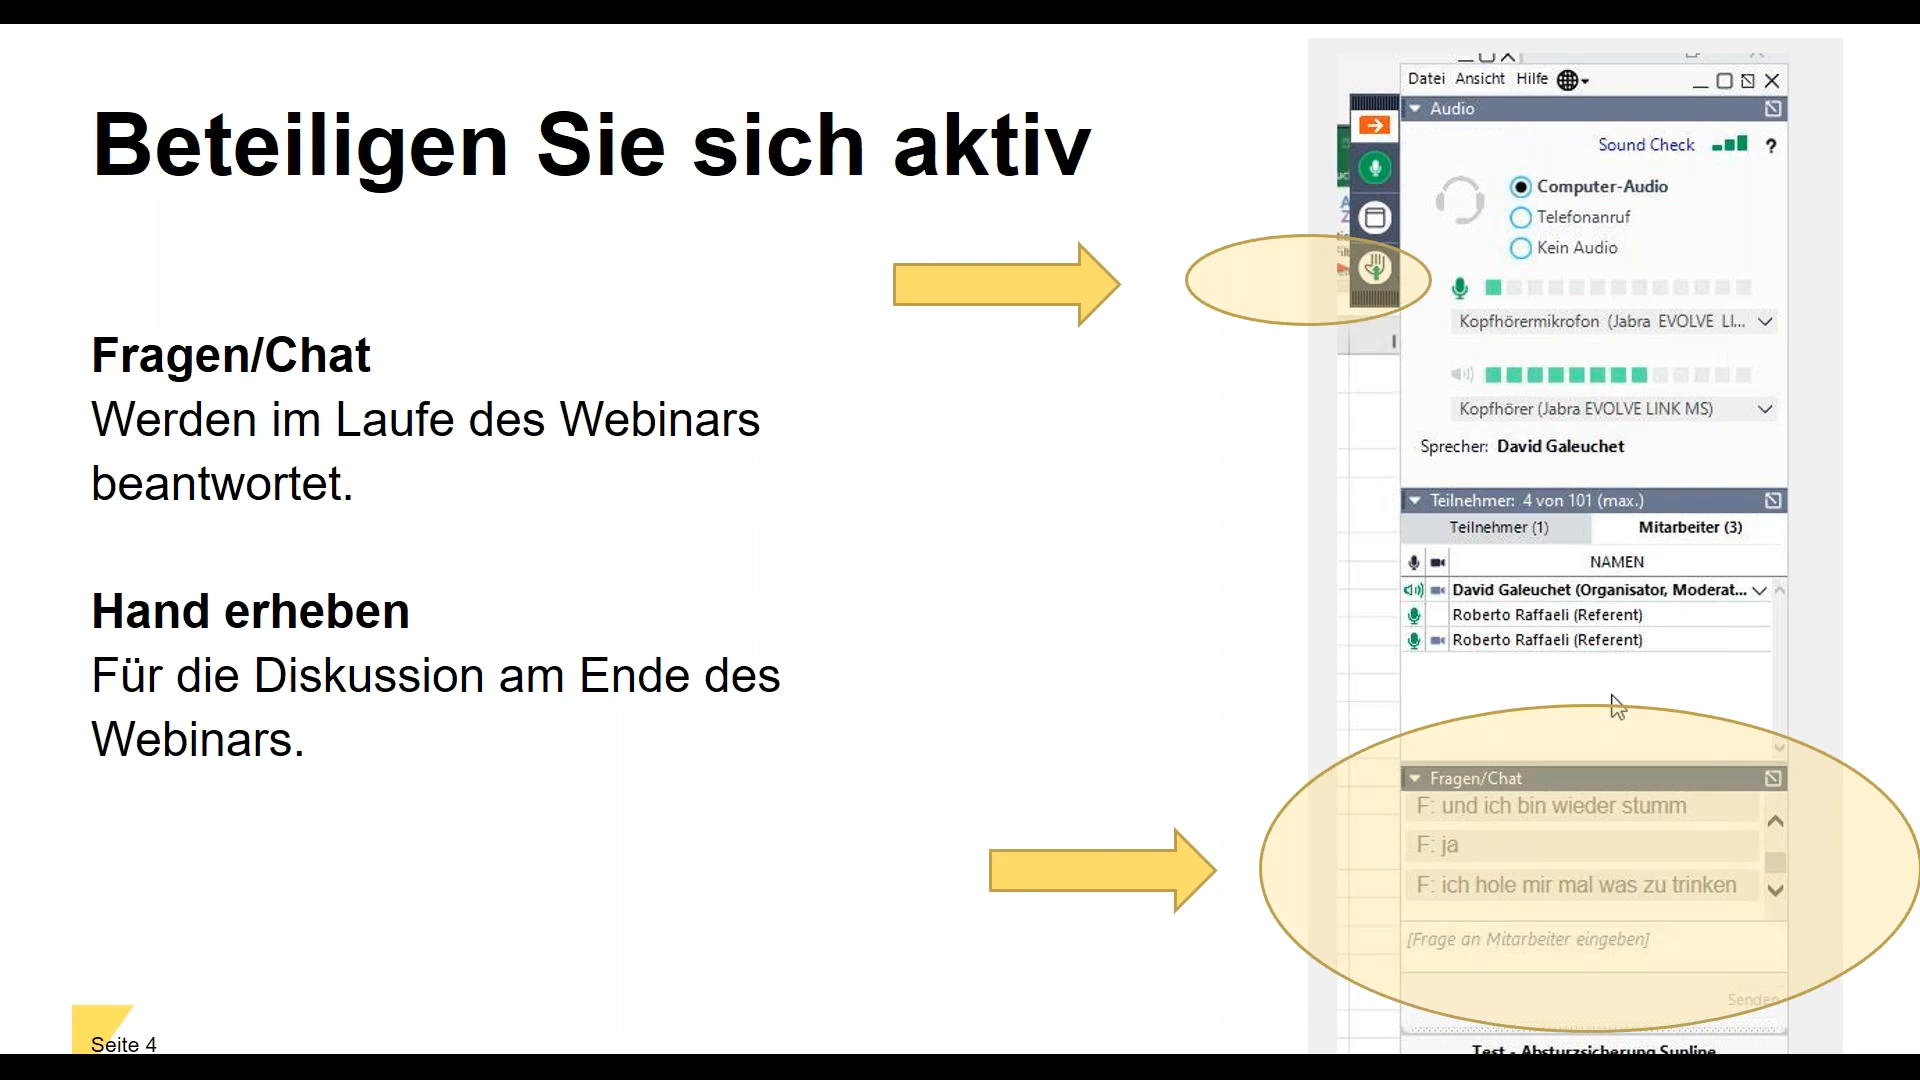 Beteiligen Sie sich aktiv
Fragen/Chat
Werden im Laufe des Webinars
beantwortet.
Hand erheben
Für die Diskussion am Ende des
Webinars.
Seite 4
Datei Ansicht Hilfe
Audio
Sound Check ?
Computer-Audio
Telefonanruf
Kein Audio
Kopfhörermikrofon (Jabra EVOLVE LI...
Kopfhörer (Jabra EVOLVE LINK MS)
Sprecher: David Galeuchet
Teilnehmer: 4 von 101 (max.)
Teilnehmer (1) Mitarbeiter (3)
NAMEN
David Galeuchet (Organisator, Moderat...
Roberto Raffaeli (Referent)
Roberto Raffaeli (Referent)
Fragen/Chat
F: und ich bin wieder stumm
F: ja
F: ich hole mir mal was zu trinken
[Frage an Mitarbeiter eingeben]
Senden
Test - Absturzsicherung Sunline